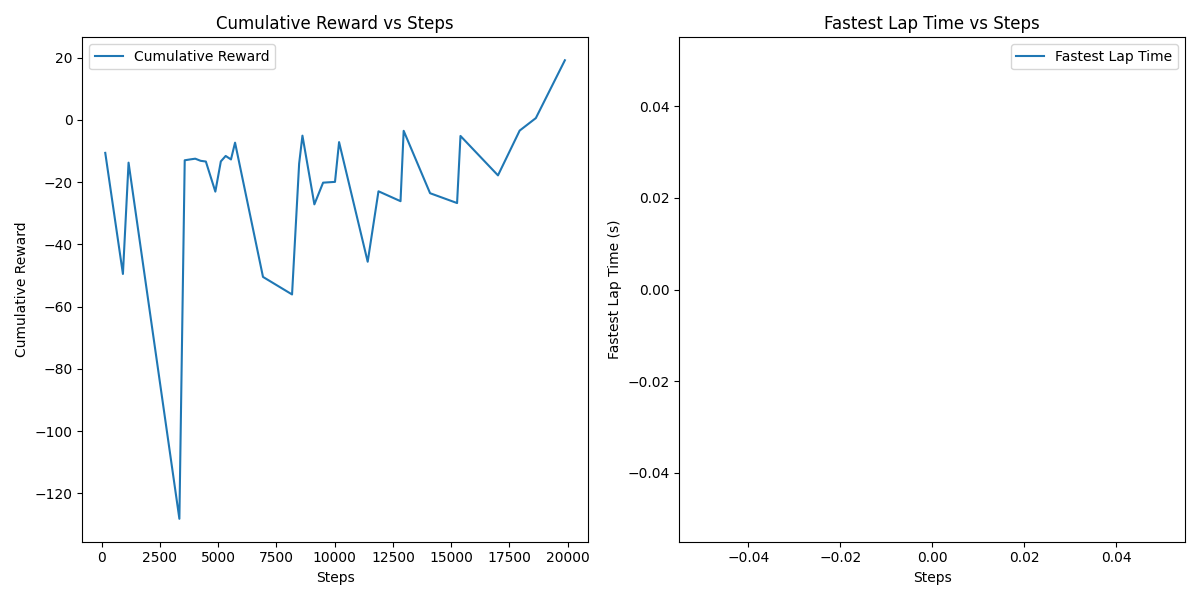 Cumulative Reward vs Steps
Cumulative Reward
20
0
−20
−40
−60
−80
−100
−120
Cumulative Reward
0 2500 5000 7500 10000 12500 15000 17500 20000
Steps
Fastest Lap Time vs Steps
Fastest Lap Time
0.04
0.02
0.00
−0.02
−0.04
Fastest Lap Time (s)
−0.04 −0.02 0.00 0.02 0.04
Steps